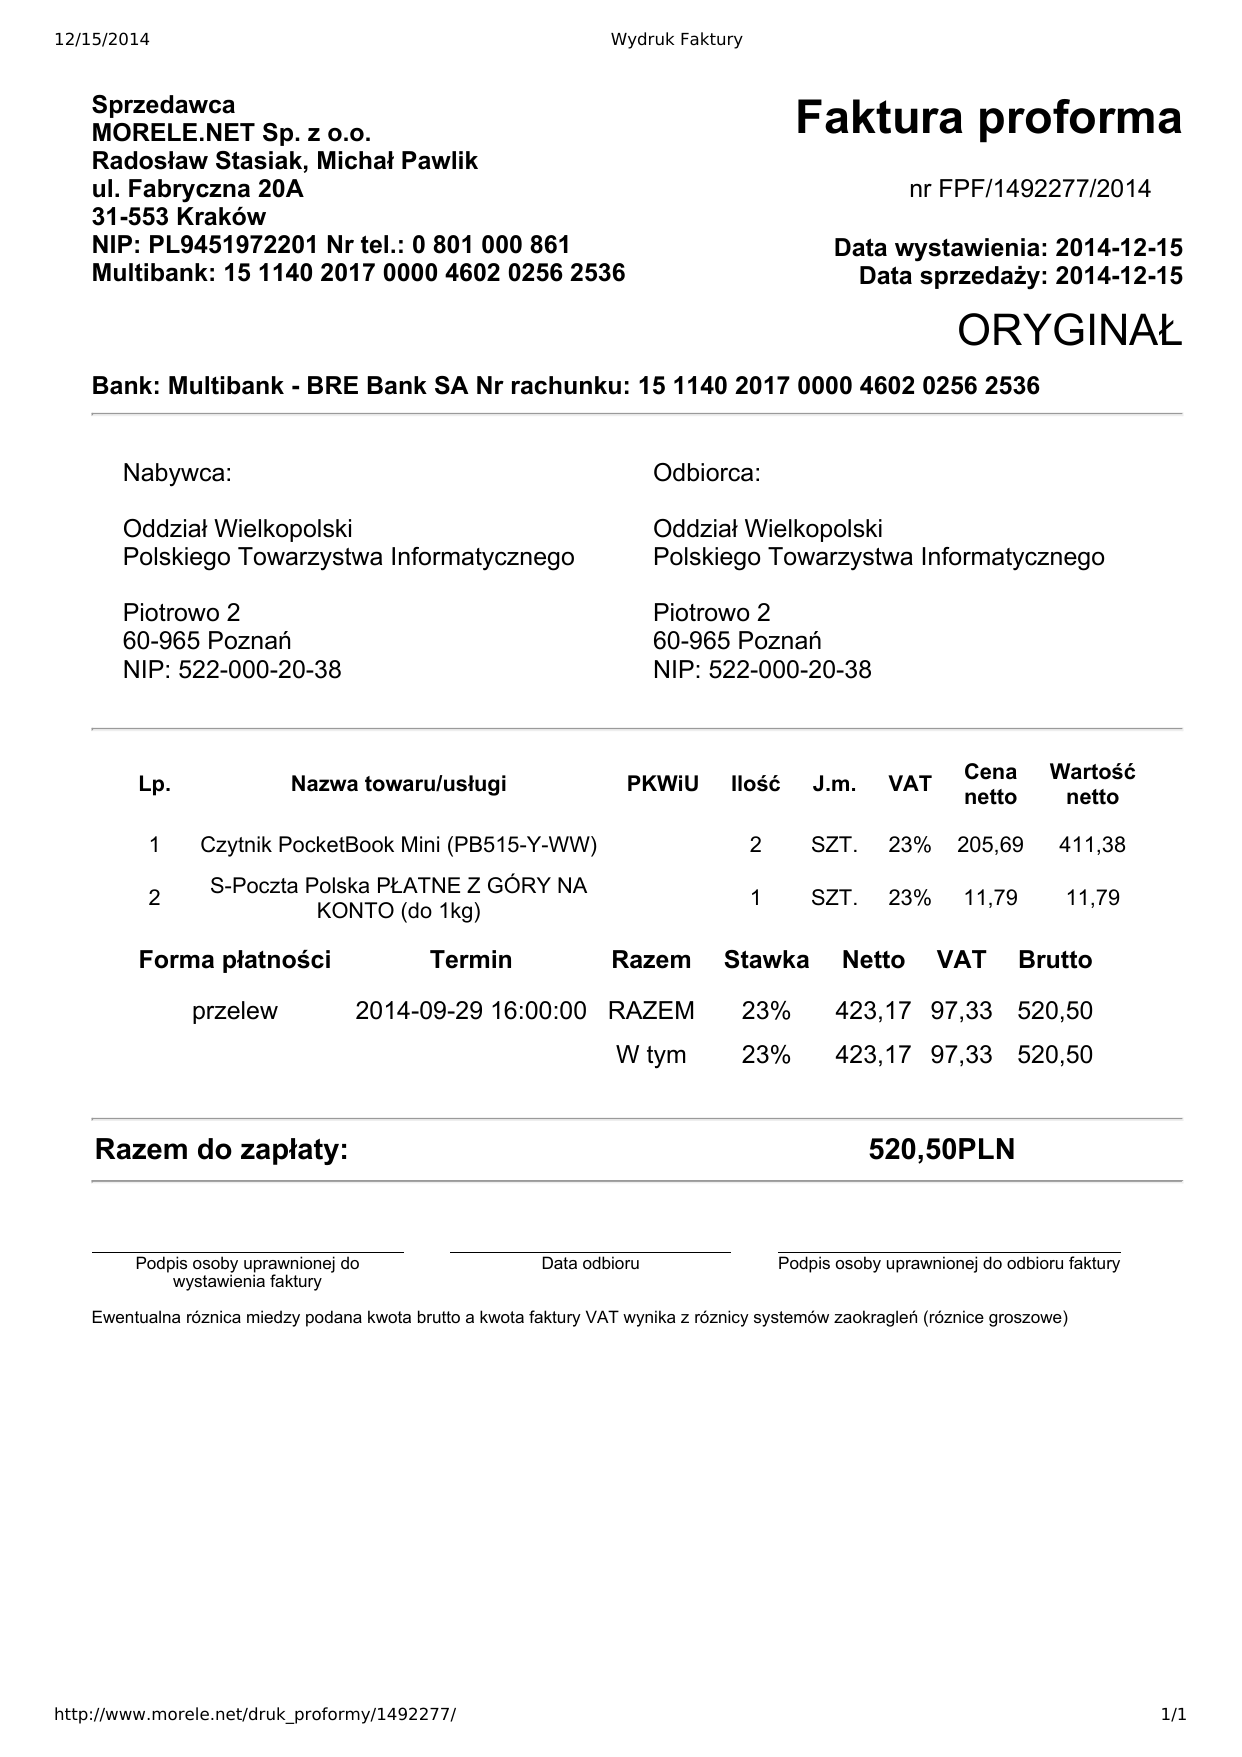 12/15/2014 Wydruk Faktury
Sprzedawca
MORELE.NET Sp. z o.o.
Radosław Stasiak, Michał Pawlik
ul. Fabryczna 20A
31-553 Kraków
NIP: PL9451972201 Nr tel.: 0 801 000 861
Multibank: 15 1140 2017 0000 4602 0256 2536
Faktura proforma
nr FPF/1492277/2014
Data wystawienia: 2014-12-15
Data sprzedaży: 2014-12-15
ORYGINAŁ
Bank: Multibank - BRE Bank SA Nr rachunku: 15 1140 2017 0000 4602 0256 2536
Nabywca:
Oddział Wielkopolski
Polskiego Towarzystwa Informatycznego
Piotrowo 2
60-965 Poznań
NIP: 522-000-20-38
Odbiorca:
Oddział Wielkopolski
Polskiego Towarzystwa Informatycznego
Piotrowo 2
60-965 Poznań
NIP: 522-000-20-38
Lp. Nazwa towaru/usługi PKWiU Ilość J.m. VAT Cena netto Wartość netto
1 Czytnik PocketBook Mini (PB515-Y-WW) 2 SZT. 23% 205,69 411,38
2 S-Poczta Polska PŁATNE Z GÓRY NA KONTO (do 1kg) 1 SZT. 23% 11,79 11,79
Forma płatności Termin Razem Stawka Netto VAT Brutto
przelew 2014-09-29 16:00:00 RAZEM 23% 423,17 97,33 520,50
W tym 23% 423,17 97,33 520,50
Razem do zapłaty: 520,50PLN
Podpis osoby uprawnionej do
wystawienia faktury
Data odbioru
Podpis osoby uprawnionej do odbioru faktury
Ewentualna róznica miedzy podana kwota brutto a kwota faktury VAT wynika z róznicy systemów zaokragleń (róznice groszowe)
http://www.morele.net/druk_proformy/1492277/ 1/1